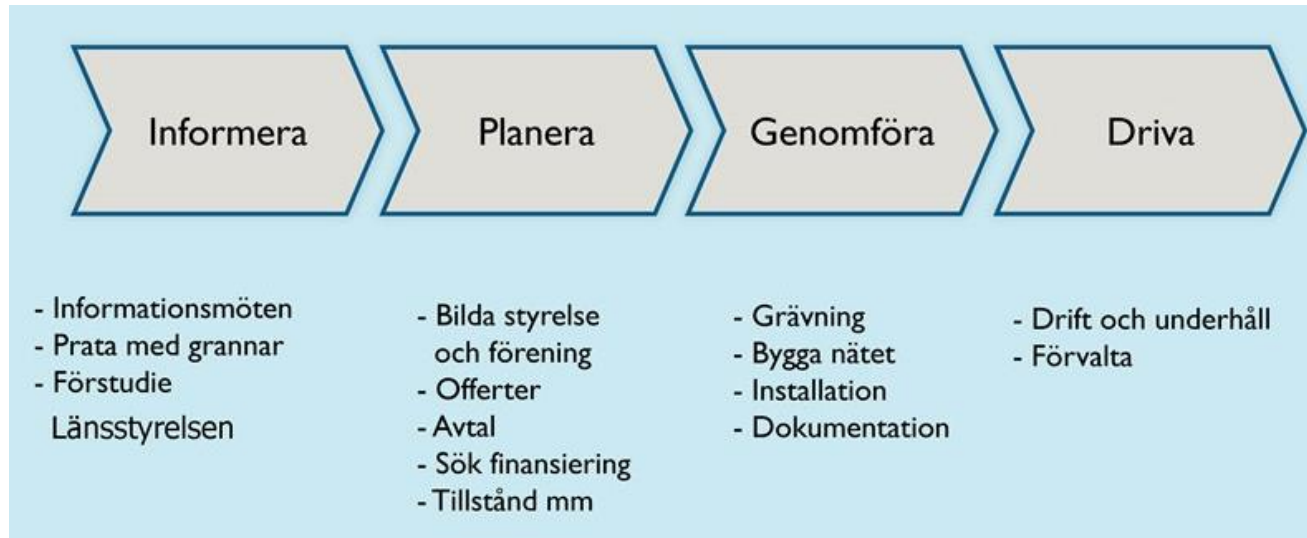 Informera
Planera
Genomföra
Driva
- Informationsmöten
- Prata med grannar
- Förstudie
Länsstyrelsen
- Bilda styrelse
och förening
- Offerter
- Avtal
- Sök finansiering
- Tillstånd mm
- Grävning
- Bygga nätet
- Installation
- Dokumentation
- Drift och underhåll
- Förvalta